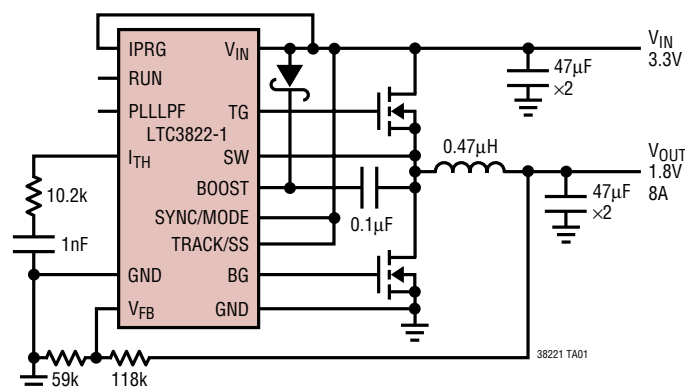 IPRG
RUN
PLLLPF
LTC3822-1
ITH
GND
VFB
VIN
TG
SW
BOOST
SYNC/MODE
TRACK/SS
BG
GND
10.2k
1nF
59k
118k
0.1μF
0.47μH
47μF
×2
VIN
3.3V
VOUT
1.8V
8A
47μF
×2
38221 TA01